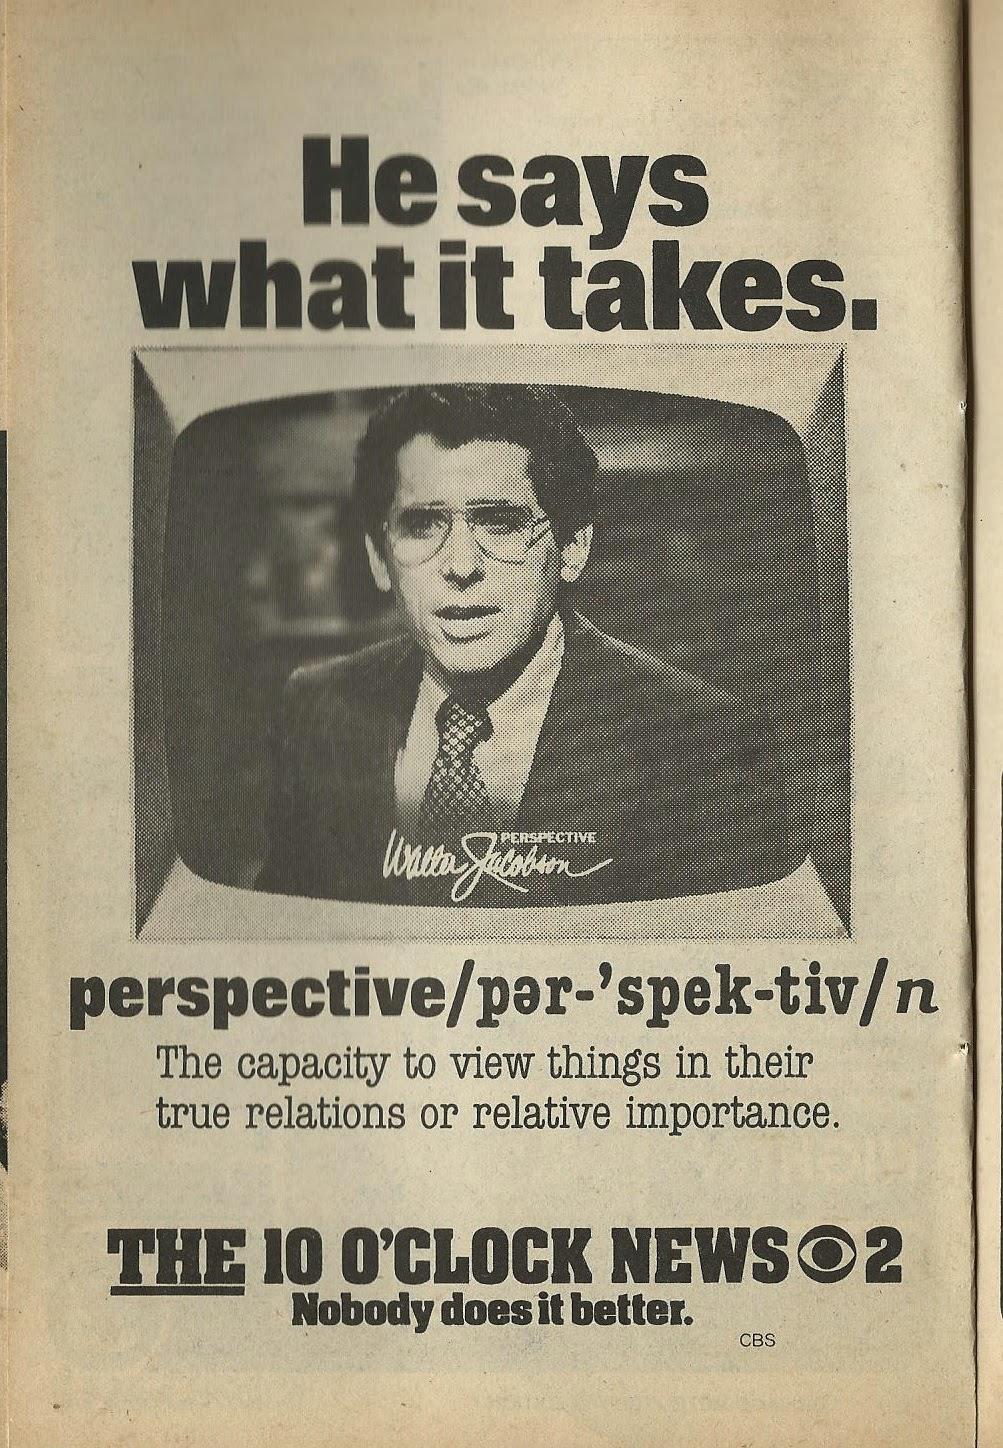 He says
what it takes.
PERSPECTIVE
Walter Jacobson
perspective/pər-'spek-tiv/n
The capacity to view things in their
true relations or relative importance.
THE 10 O'CLOCK NEWS 2
Nobody does it better.
CBS